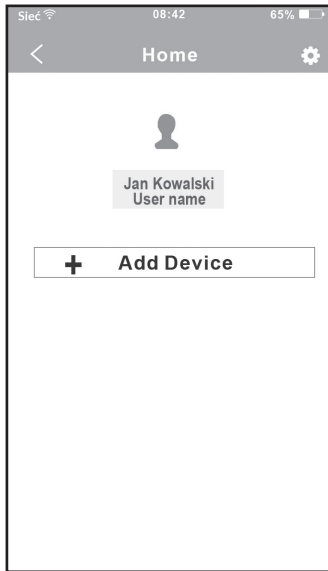 Sieć 08:42 65%
Home
Jan Kowalski
User name
+ Add Device